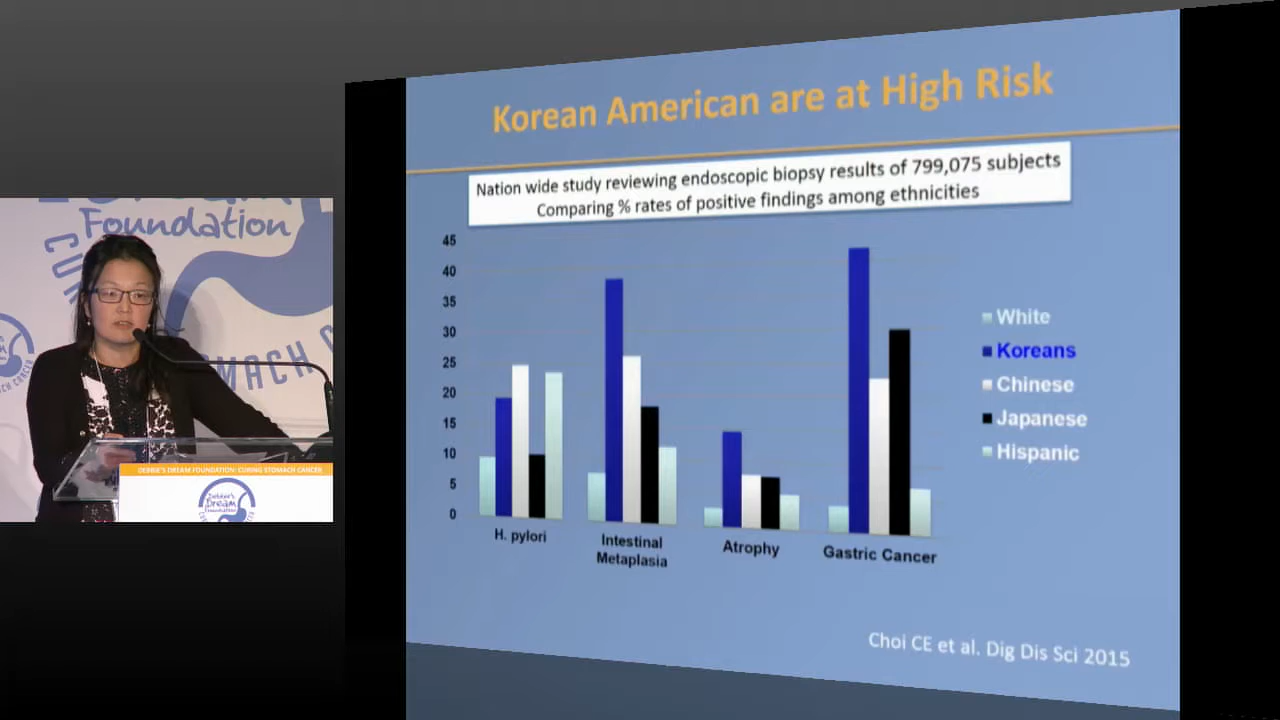 Korean American are at High Risk
Nation wide study reviewing endoscopic biopsy results of 799,075 subjects
Comparing % rates of positive findings among ethnicities
45
40
35
30
25
20
15
10
5
0
H. pylori
Intestinal
Metaplasia
Atrophy
Gastric Cancer
White
Koreans
Chinese
Japanese
Hispanic
Choi CE et al. Dig Dis Sci 2015
Foundation
DEBBIE'S DREAM FOUNDATION: CURING STOMACH CANCER
Debbie's
Dream
Foundation